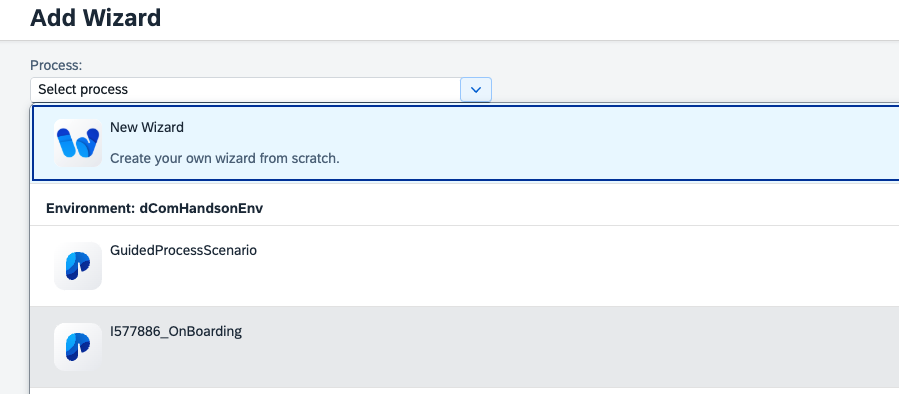 Add Wizard
Process:
Select process
New Wizard
Create your own wizard from scratch.
Environment: dComHandsonEnv
GuidedProcessScenario
I577886_OnBoarding